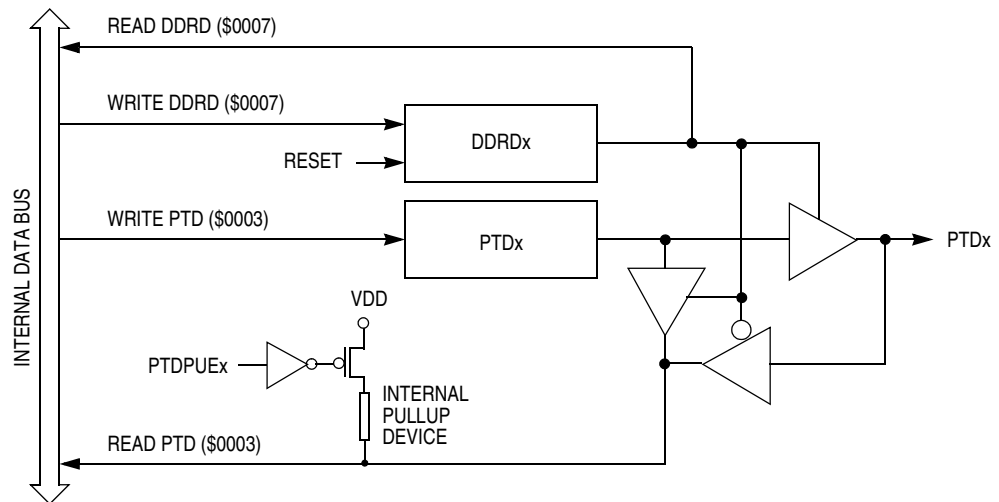 READ DDRD ($0007)
WRITE DDRD ($0007)
DDRDx
RESET
INTERNAL DATA BUS
WRITE PTD ($0003)
PTDx
PTDx
VDD
PTDPUEx
INTERNAL
PULLUP
DEVICE
READ PTD ($0003)